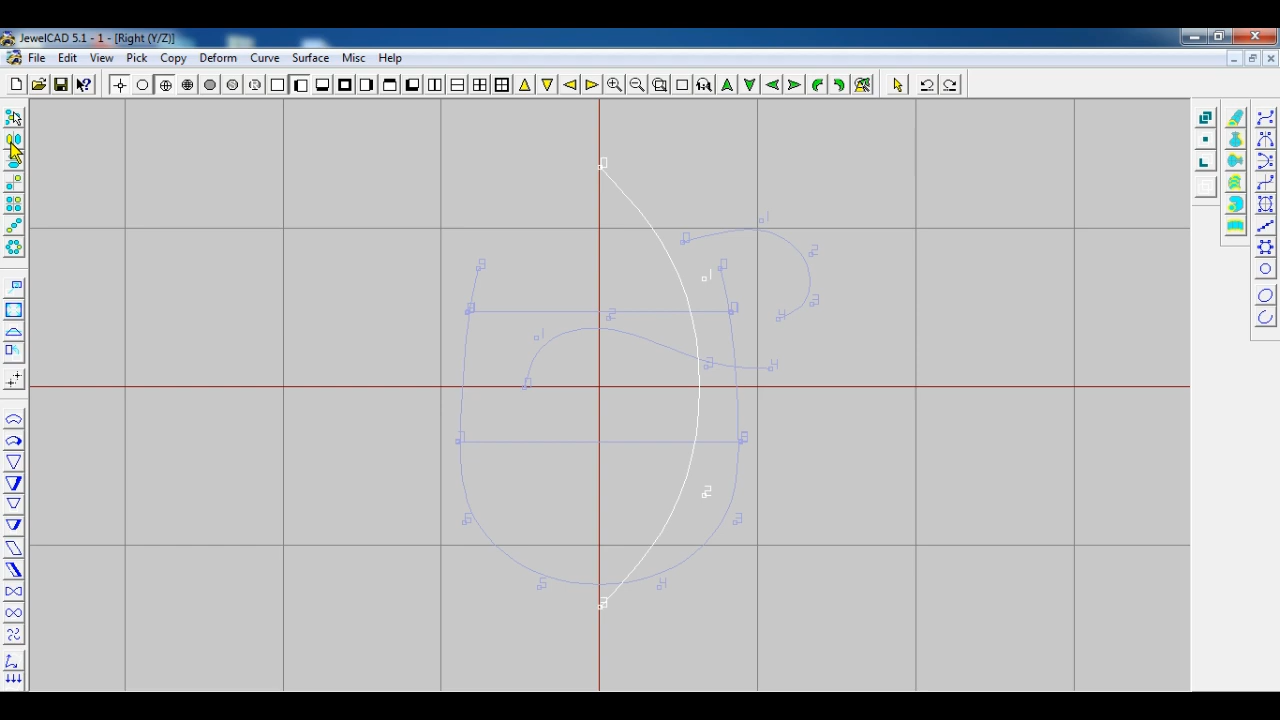 JewelCAD 5.1 - 1 - [Right (Y/Z)]
File Edit View Pick Copy Deform Curve Surface Misc Help